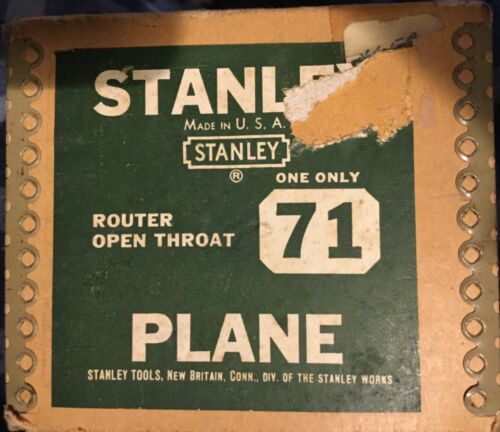 STANLEY
MADE IN U. S. A.
STANLEY
®
ONE ONLY
ROUTER
OPEN THROAT
71
PLANE
STANLEY TOOLS, NEW BRITAIN, CONN., DIV. OF THE STANLEY WORKS